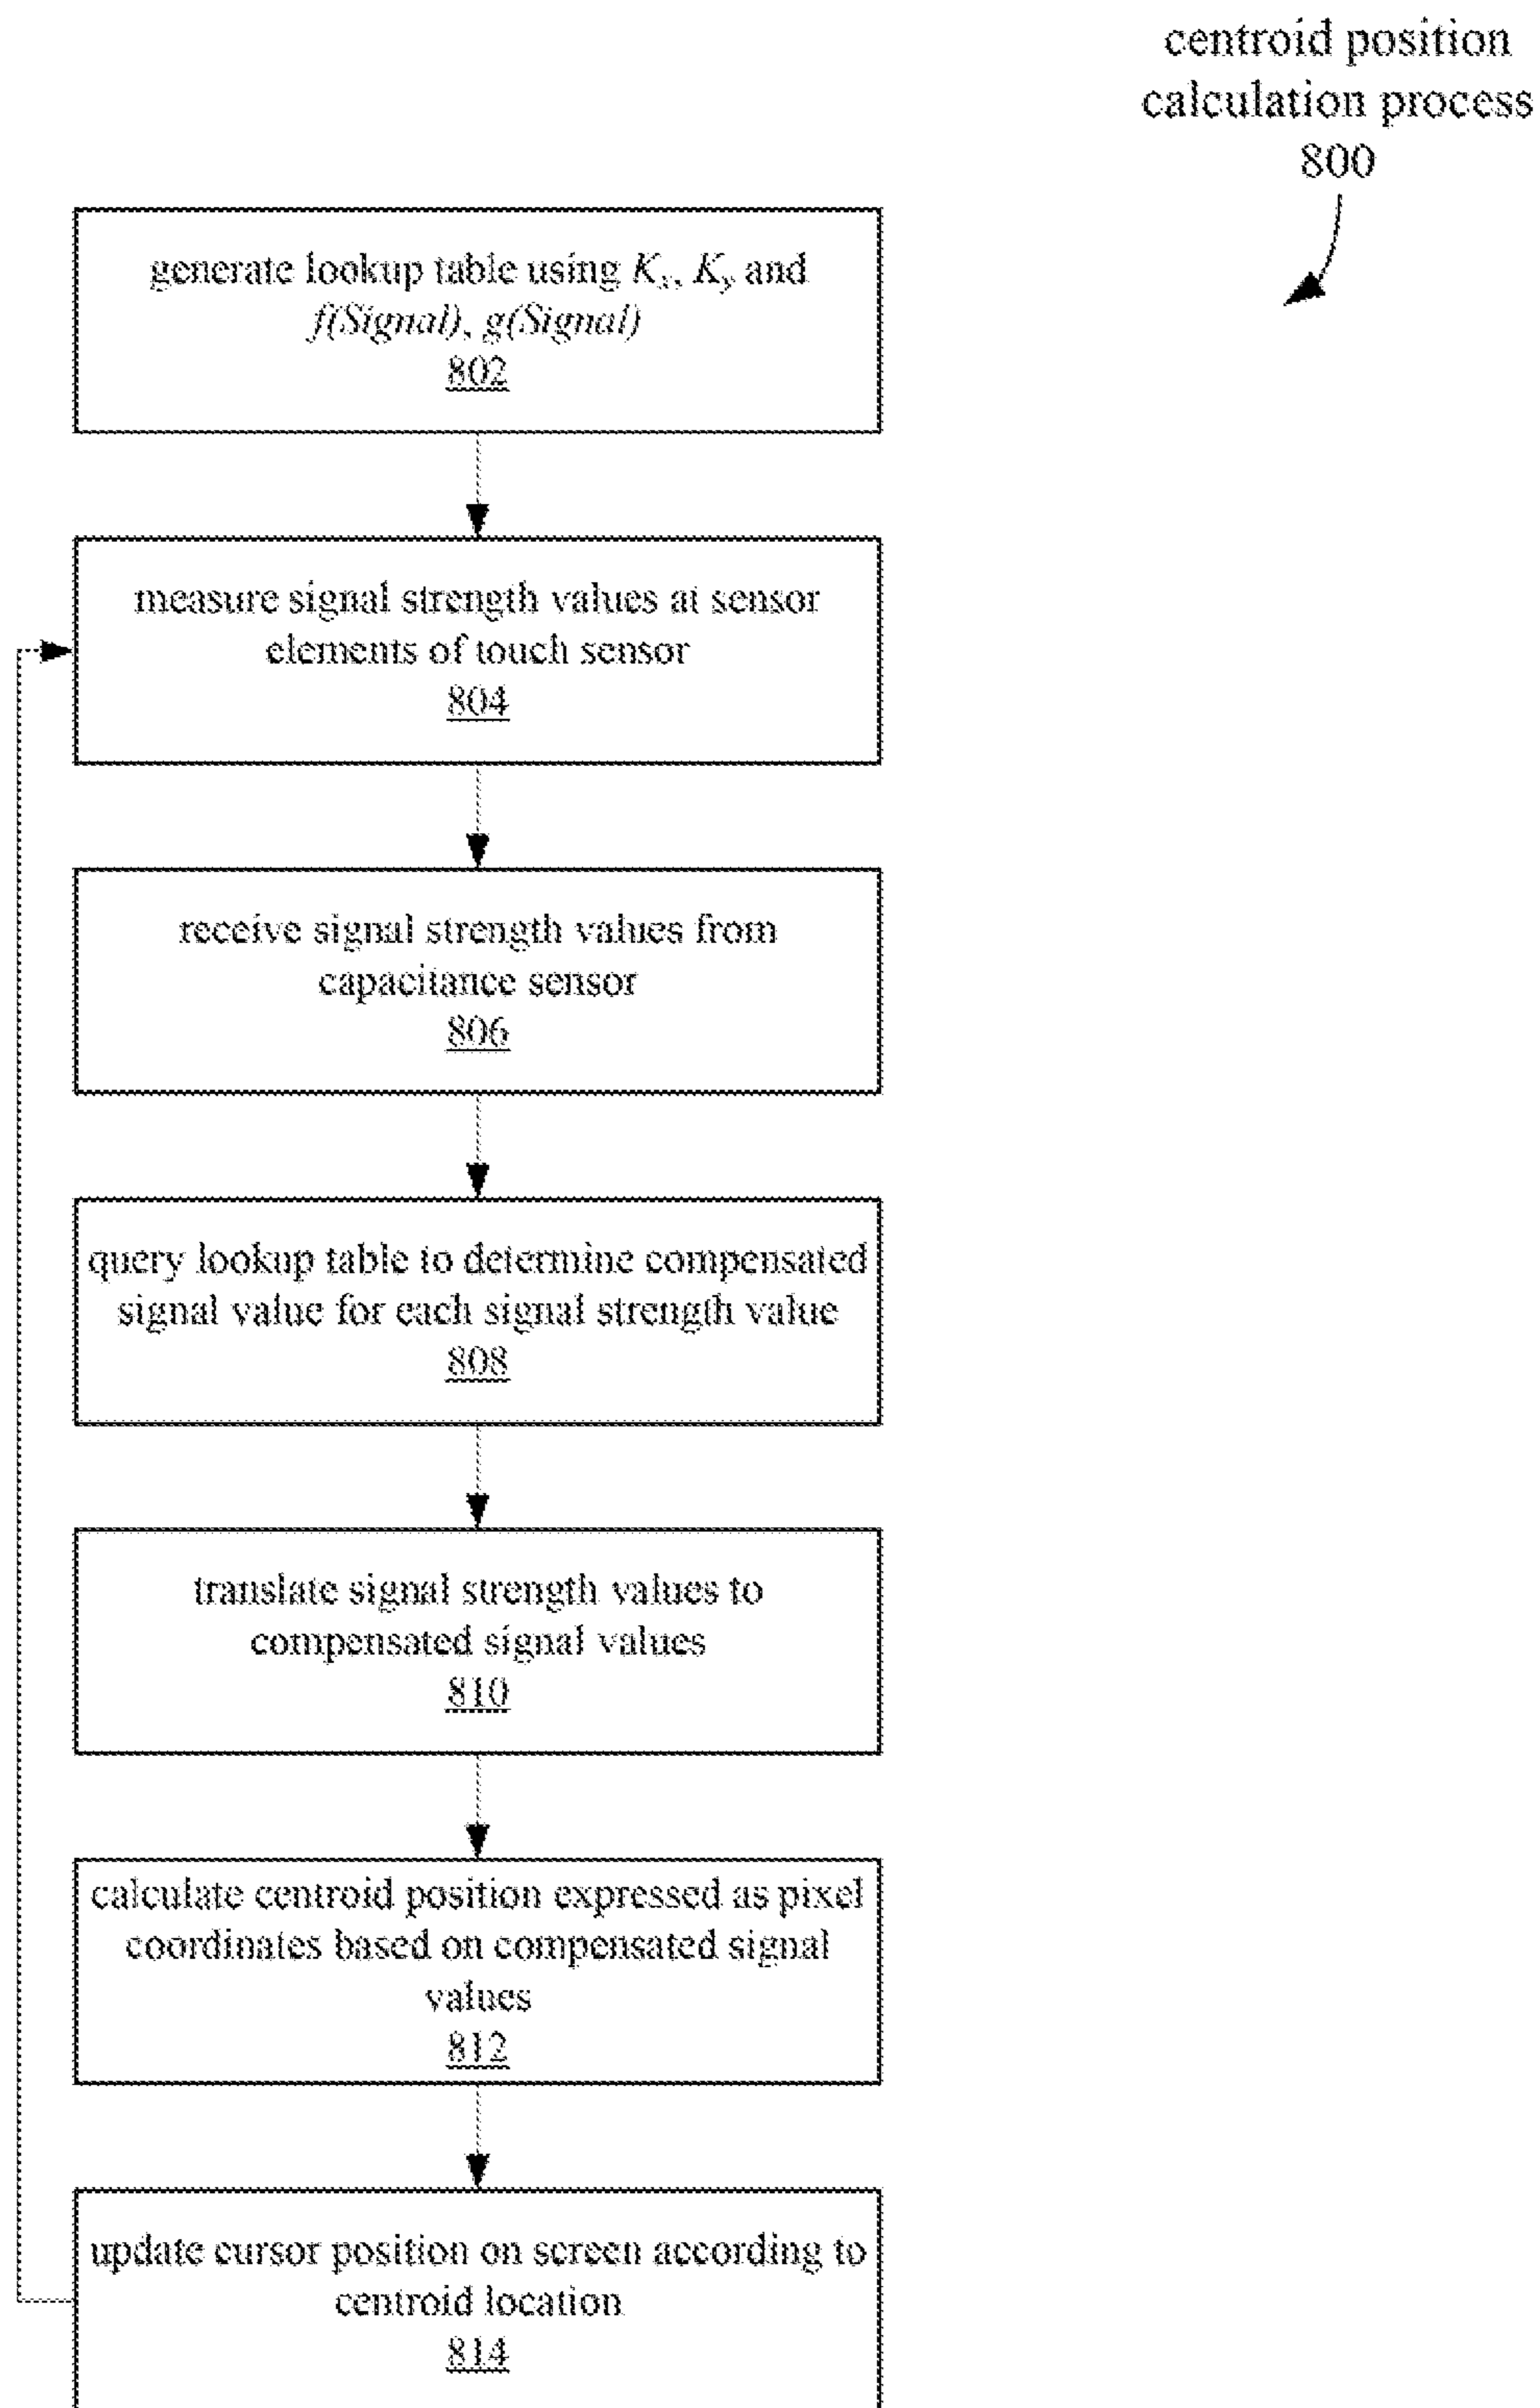 centroid position
calculation process
800
generate lookup table using Kx, Ky and
f(Signal), g(Signal)
802
measure signal strength values at sensor
elements of touch sensor
804
receive signal strength values from
capacitance sensor
806
query lookup table to determine compensated
signal value for each signal strength value
808
translate signal strength values to
compensated signal values
810
calculate centroid position expressed as pixel
coordinates based on compensated signal
values
812
update cursor position on screen according to
centroid location
814